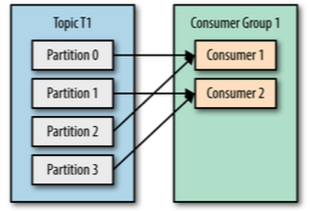 Topic T1
Partition 0
Partition 1
Partition 2
Partition 3
Consumer Group 1
Consumer 1
Consumer 2